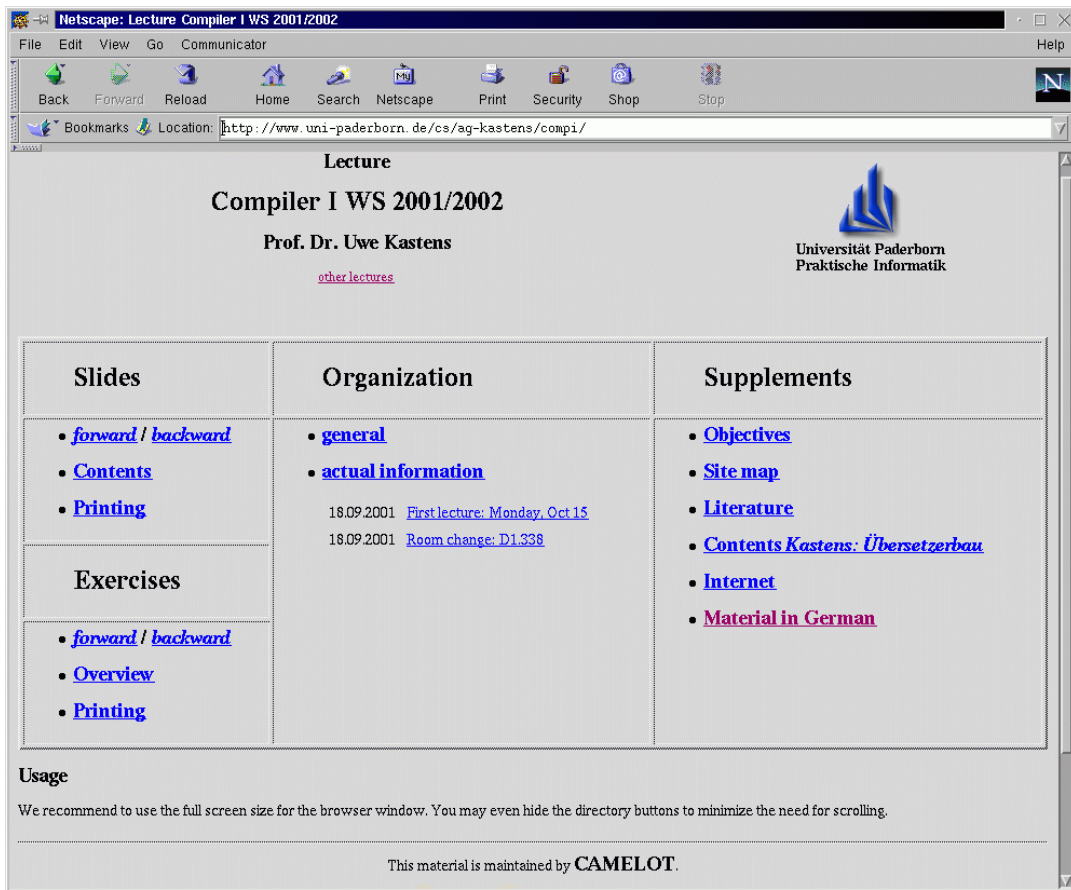 Netscape: Lecture Compiler I WS 2001/2002
File Edit View Go Communicator Help
Back Forward Reload Home Search Netscape Print Security Shop Stop
My
N
Bookmarks Location: http://www.uni-paderborn.de/cs/ag-kastens/compi/
Lecture
Compiler I WS 2001/2002
Prof. Dr. Uwe Kastens
other lectures
Universität Paderborn
Praktische Informatik
Slides
• forward / backward
• Contents
• Printing
Exercises
• forward / backward
• Overview
• Printing
Organization
• general
• actual information
18.09.2001 First lecture: Monday, Oct 15
18.09.2001 Room change: D1.338
Supplements
• Objectives
• Site map
• Literature
• Contents Kastens: Übersetzerbau
• Internet
• Material in German
Usage
We recommend to use the full screen size for the browser window. You may even hide the directory buttons to minimize the need for scrolling.
This material is maintained by CAMELOT.